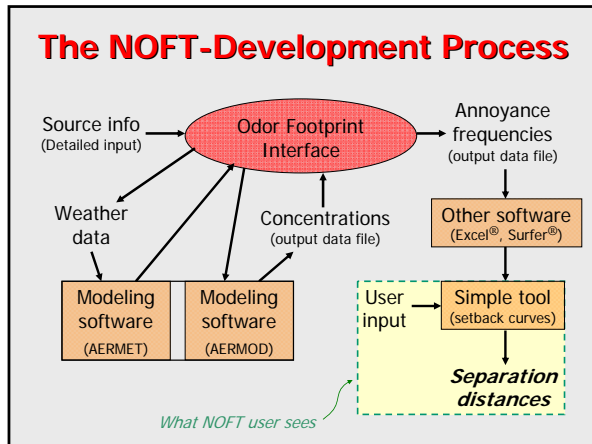 The NOFT-Development Process
Source info
(Detailed input)
Odor Footprint
Interface
Annoyance
frequencies
(output data file)
Weather
data
Concentrations
(output data file)
Other software
(Excel®, Surfer®)
Modeling
software
(AERMET)
Modeling
software
(AERMOD)
User
input
Simple tool
(setback curves)
Separation
distances
What NOFT user sees